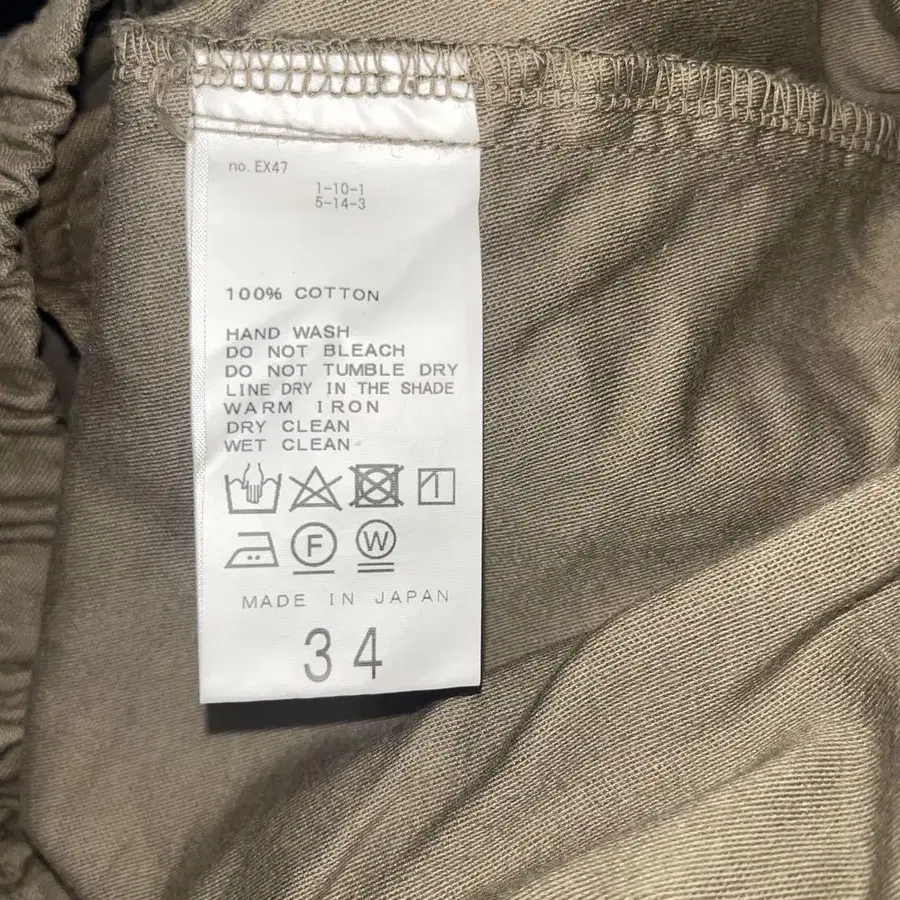 no. EX47
1-10-1
5-14-3
100% COTTON
HAND WASH
DO NOT BLEACH
DO NOT TUMBLE DRY
LINE DRY IN THE SHADE
WARM IRON
DRY CLEAN
WET CLEAN
F W
MADE IN JAPAN
34